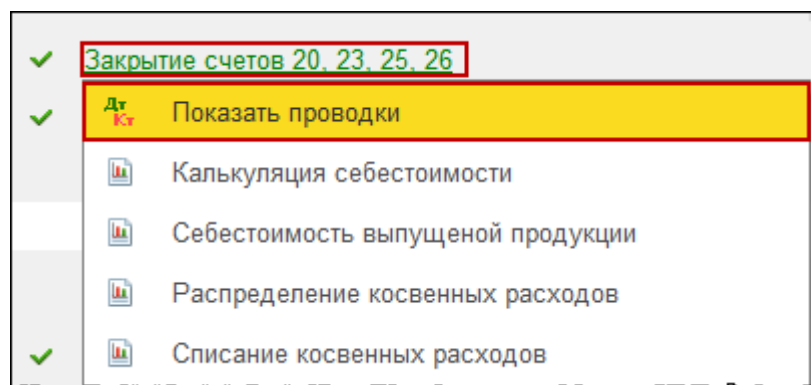 Закрытие счетов 20, 23, 25, 26
Дт
Кт
Показать проводки
Калькуляция себестоимости
Себестоимость выпущеной продукции
Распределение косвенных расходов
Списание косвенных расходов